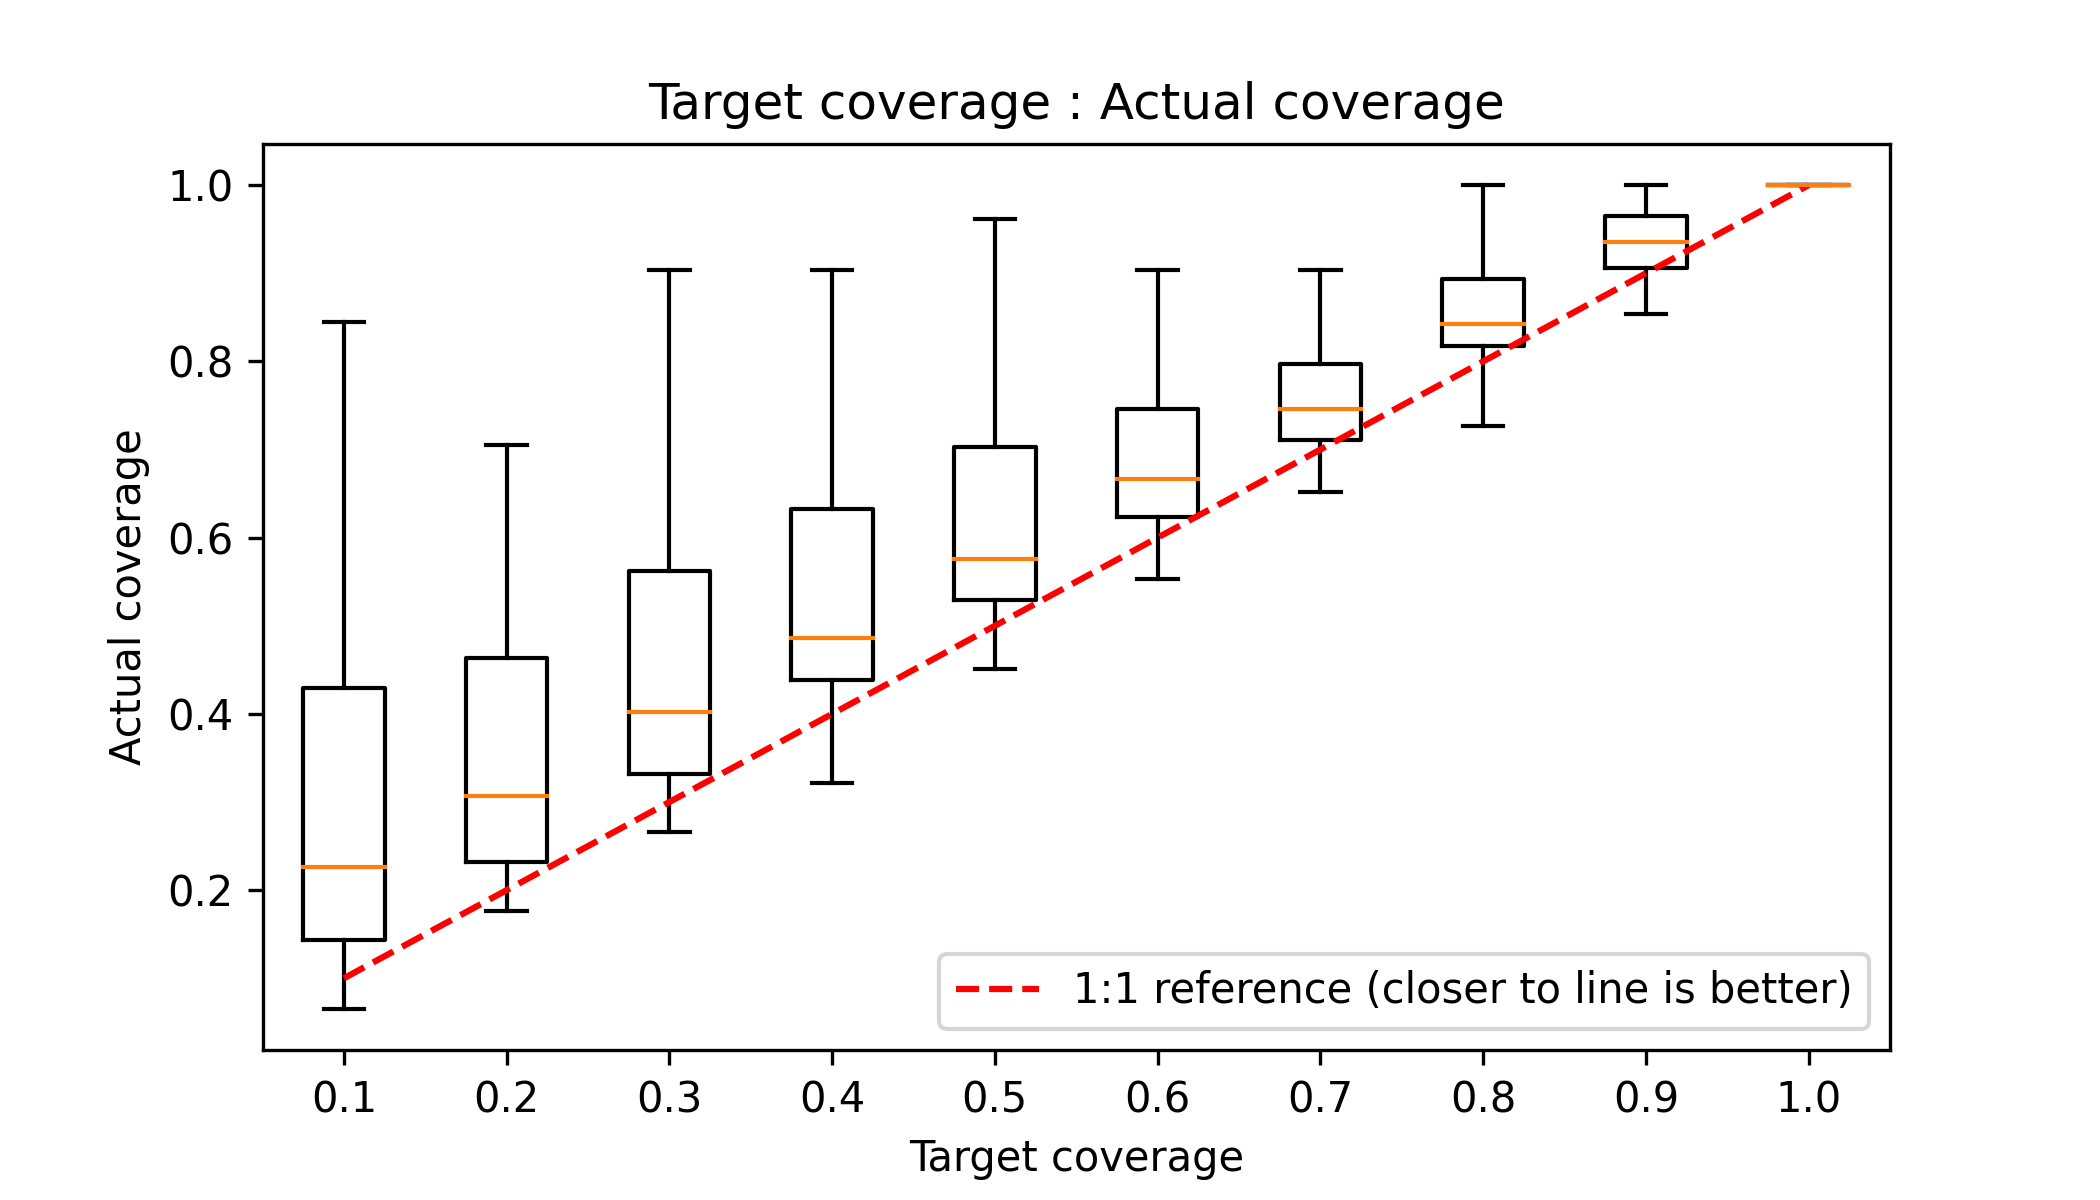 Target coverage : Actual coverage
1.0
0.8
0.6
0.4
0.2
Actual coverage
1:1 reference (closer to line is better)
0.1 0.2 0.3 0.4 0.5 0.6 0.7 0.8 0.9 1.0
Target coverage